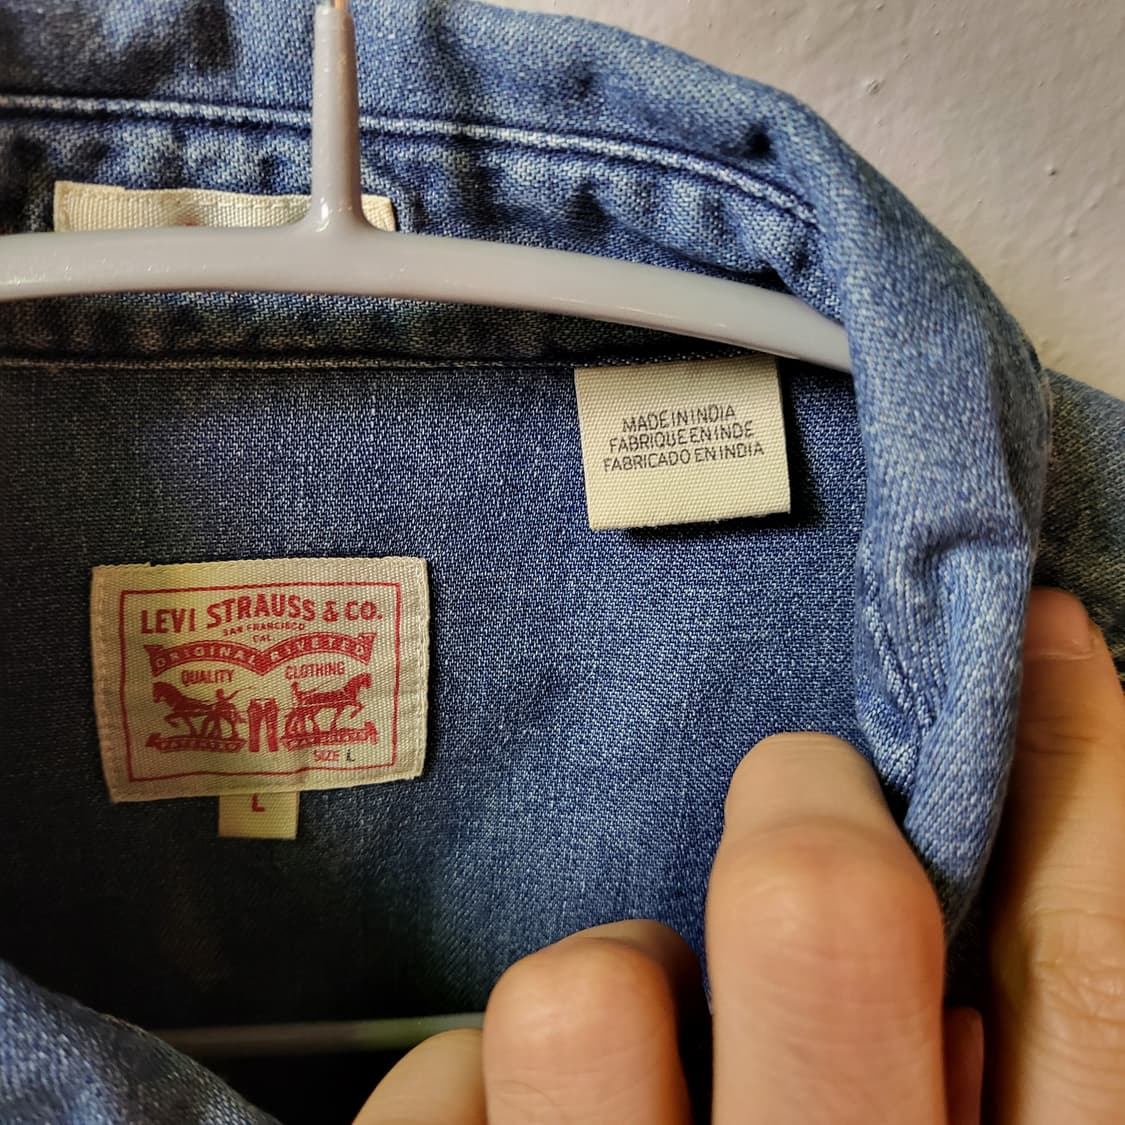 MADE IN INDIA
FABRIQUE EN INDE
FABRICADO EN INDIA
LEVI STRAUSS & CO.
SAN FRANCISCO
CAL.
ORIGINAL RIVETED
QUALITY CLOTHING
SIZE L
L